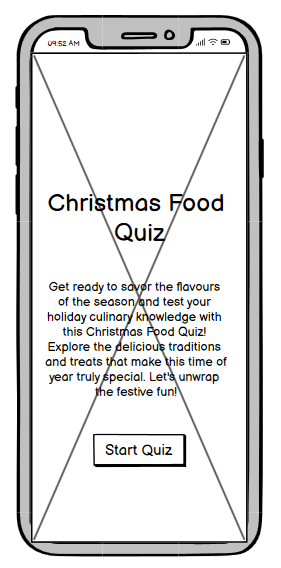 09:52 AM
Christmas Food
Quiz
Get ready to savor the flavours
of the season and test your
holiday culinary knowledge with
this Christmas Food Quiz!
Explore the delicious traditions
and treats that make this time of
year truly special. Let's unwrap
the festive fun!
Start Quiz